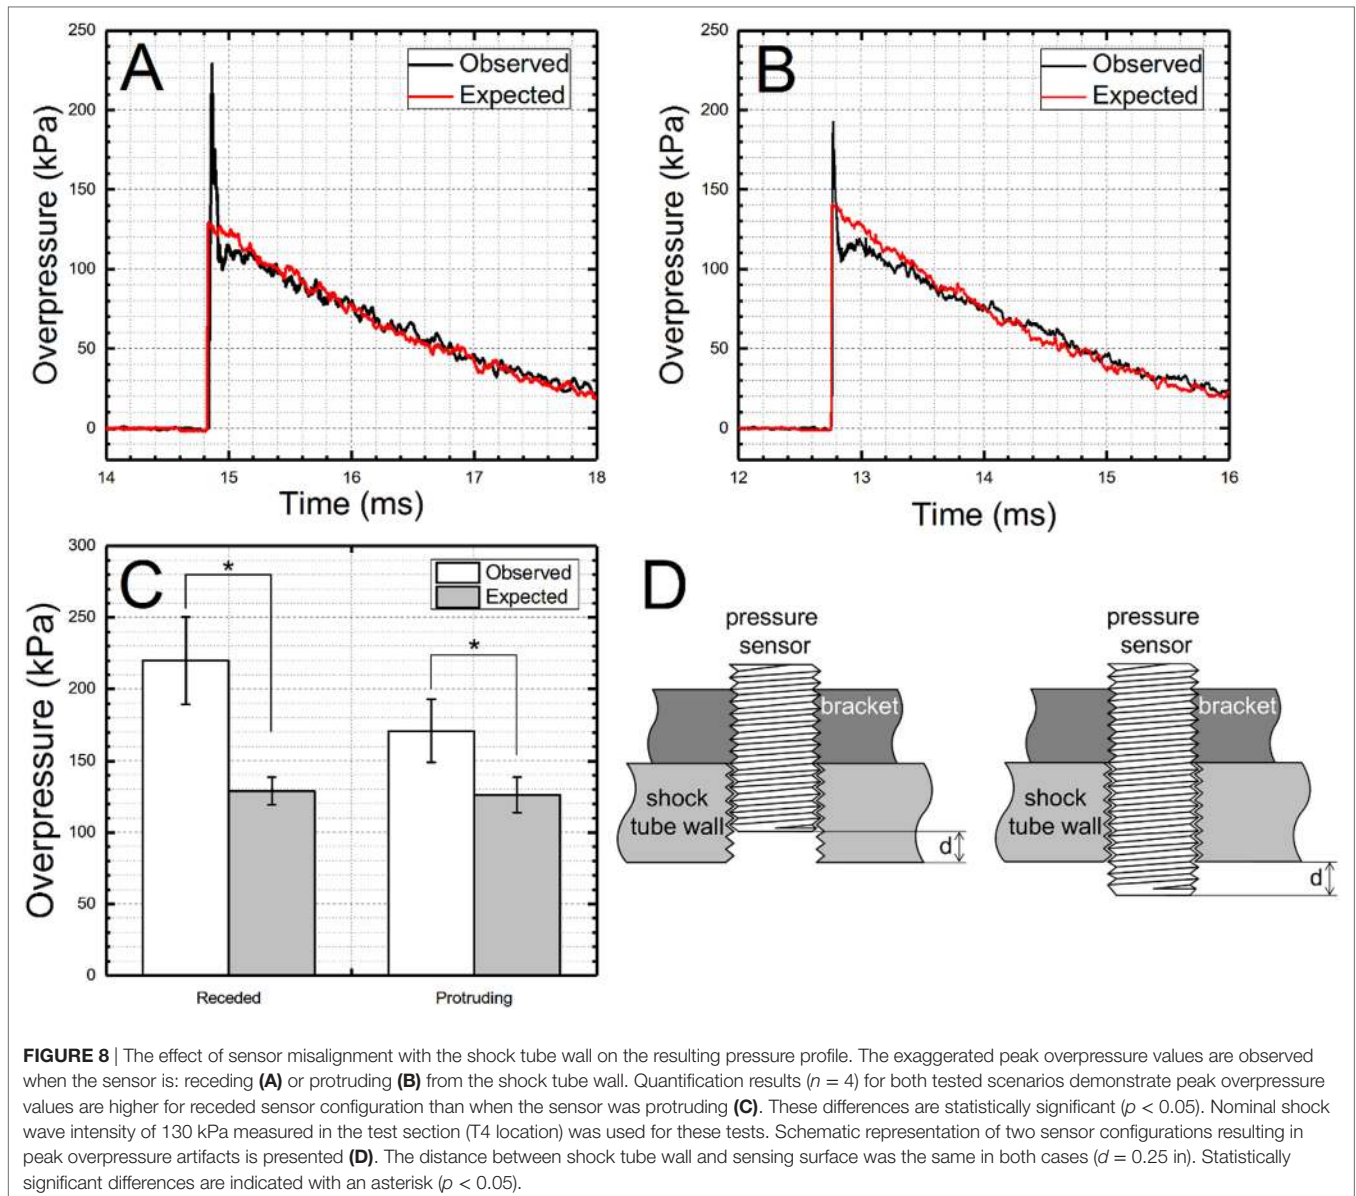 A
Observed
Expected
250
200
150
100
50
0
Overpressure (kPa)
14
15
16
17
18
Time (ms)
B
Observed
Expected
250
200
150
100
50
0
Overpressure (kPa)
12
13
14
15
16
Time (ms)
C
Observed
Expected
*
*
300
250
200
150
100
50
0
Overpressure (kPa)
Receded
Protruding
D
pressure
sensor
bracket
shock
tube wall
d
pressure
sensor
bracket
shock
tube wall
d
FIGURE 8 | The effect of sensor misalignment with the shock tube wall on the resulting pressure profile. The exaggerated peak overpressure values are observed
when the sensor is: receding (A) or protruding (B) from the shock tube wall. Quantification results (n = 4) for both tested scenarios demonstrate peak overpressure
values are higher for receded sensor configuration than when the sensor was protruding (C). These differences are statistically significant (p < 0.05). Nominal shock
wave intensity of 130 kPa measured in the test section (T4 location) was used for these tests. Schematic representation of two sensor configurations resulting in
peak overpressure artifacts is presented (D). The distance between shock tube wall and sensing surface was the same in both cases (d = 0.25 in). Statistically
significant differences are indicated with an asterisk (p < 0.05).